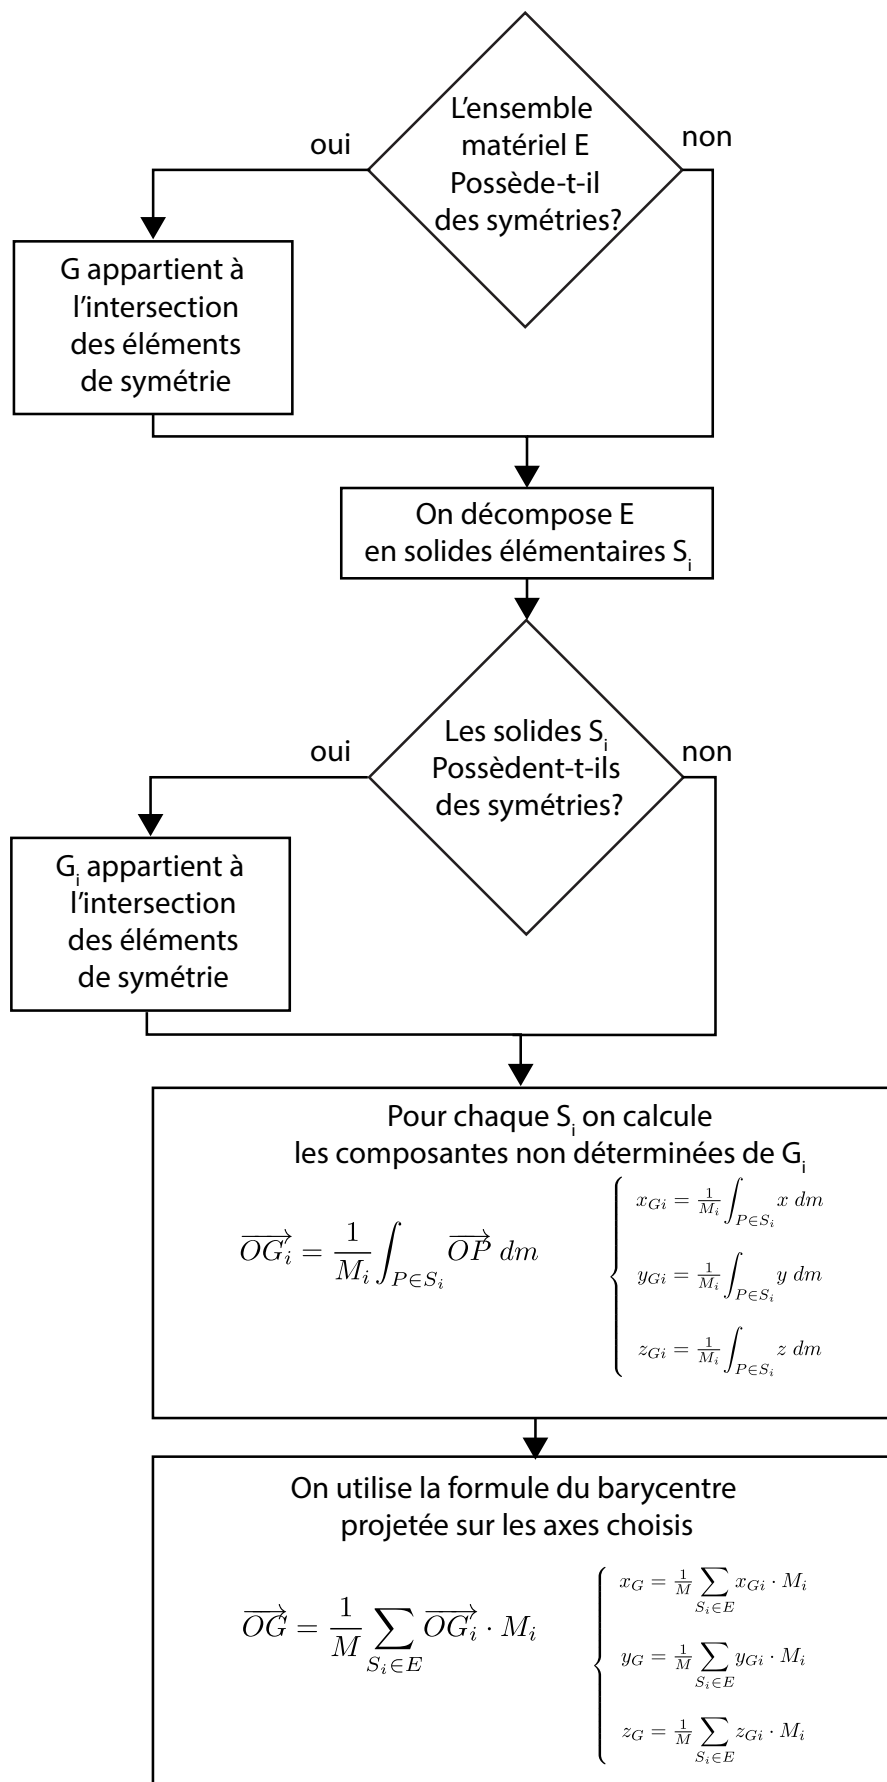 L'ensemble
matériel E
Possède-t-il
des symétries?
oui
non
G appartient à
l'intersection
des éléments
de symétrie
On décompose E
en solides élémentaires S_i
Les solides S_i
Possèdent-t-ils
des symétries?
oui
non
G_i appartient à
l'intersection
des éléments
de symétrie
Pour chaque S_i on calcule
les composantes non déterminées de G_i
$\overrightarrow{OG_i} = \frac{1}{M_i} \int_{P \in S_i} \overrightarrow{OP} \, dm$
$x_{Gi} = \frac{1}{M_i} \int_{P \in S_i} x \, dm$
$y_{Gi} = \frac{1}{M_i} \int_{P \in S_i} y \, dm$
$z_{Gi} = \frac{1}{M_i} \int_{P \in S_i} z \, dm$
On utilise la formule du barycentre
projetée sur les axes choisis
$\overrightarrow{OG} = \frac{1}{M} \sum_{S_i \in E} \overrightarrow{OG_i} \cdot M_i$
$x_G = \frac{1}{M} \sum_{S_i \in E} x_{Gi} \cdot M_i$
$y_G = \frac{1}{M} \sum_{S_i \in E} y_{Gi} \cdot M_i$
$z_G = \frac{1}{M} \sum_{S_i \in E} z_{Gi} \cdot M_i$